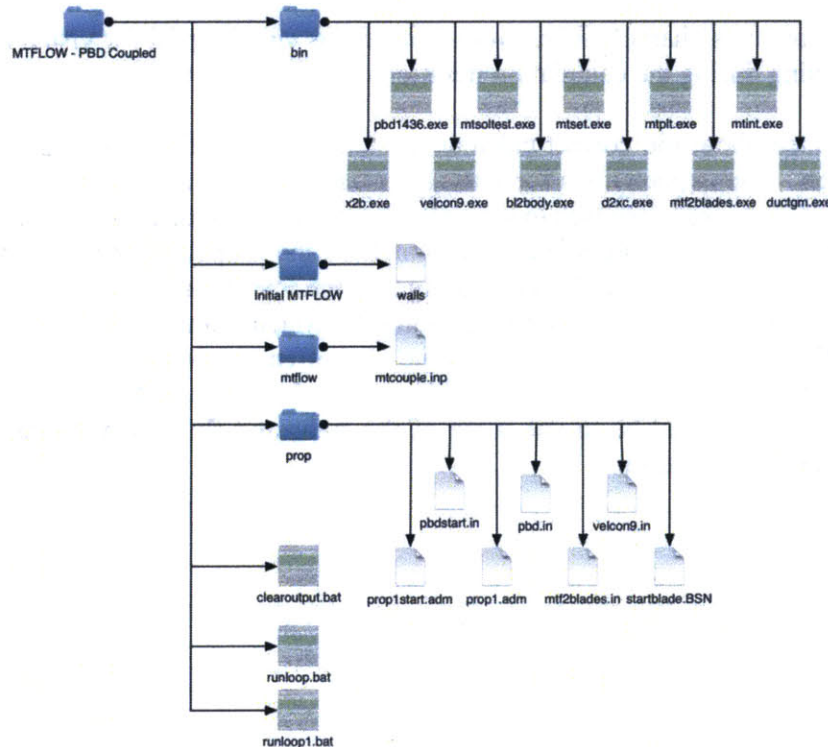 MTFLOW - PBD Coupled
bin
pbd1436.exe
mtsoltest.exe
mtset.exe
mtplt.exe
mtint.exe
x2b.exe
velcon9.exe
bl2body.exe
d2xc.exe
mtf2blades.exe
ductgm.exe
Initial MTFLOW
walls
mtflow
mtcouple.inp
prop
pbdstart.in
pbd.in
velcon9.in
prop1start.adm
prop1.adm
mtf2blades.in
startblade.BSN
clearoutput.bat
runloop.bat
runloop1.bat